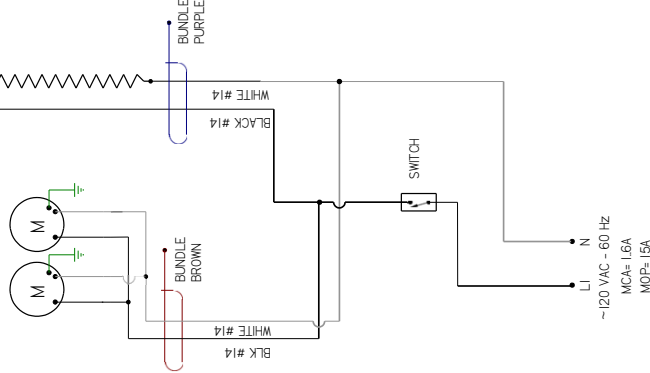 BUNDLE
PURPLE
WHITE #14
BLACK #14
SWITCH
M
M
BUNDLE
BROWN
WHITE #14
BLK #14
N
L1
~120 VAC - 60 Hz
MCA= 1.6A
MOP= 15A